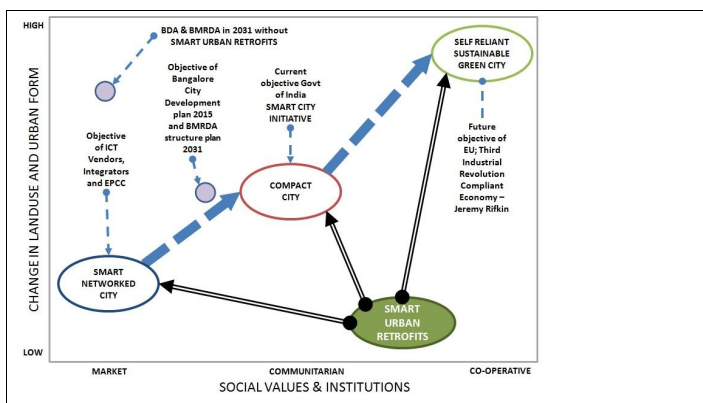 HIGH
BDA & BMRDA in 2031 without
SMART URBAN RETROFITS
SELF RELIANT
SUSTAINABLE
GREEN CITY
Objective of
Bangalore
City
Development
plan 2015
and BMRDA
structure plan
2031
Current
objective Govt
of India
SMART CITY
INITIATIVE
Objective
of ICT
Vendors,
Integrators
and EPCC
Future
objective of
EU; Third
Industrial
Revolution
Compliant
Economy –
Jeremy Rifkin
COMPACT
CITY
SMART
NETWORKED
CITY
SMART
URBAN
RETROFITS
CHANGE IN LANDUSE AND URBAN FORM
LOW
MARKET
COMMUNITARIAN
CO-OPERATIVE
SOCIAL VALUES & INSTITUTIONS